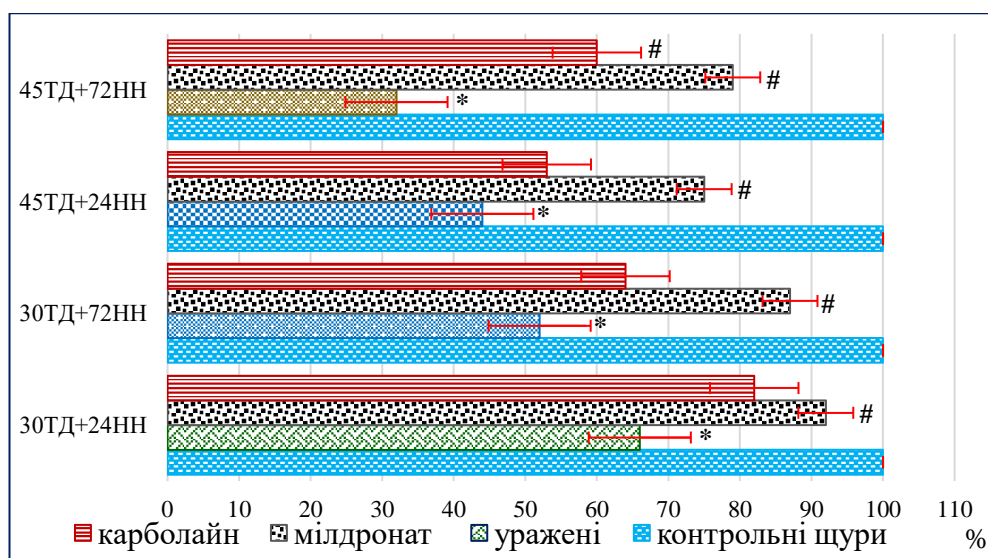 45ТД+72НН
#
#
*
45ТД+24НН
#
*
30ТД+72НН
#
*
30ТД+24НН
#
*
0 10 20 30 40 50 60 70 80 90 100 110
карболайн мілдронат уражені контрольні щури %